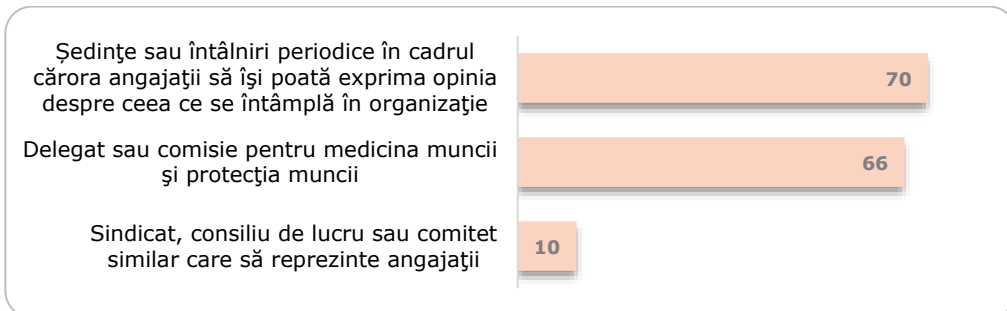 Ședinţe sau întâlniri periodice în cadrul
cărora angajaţii să îşi poată exprima opinia
despre ceea ce se întâmplă în organizaţie
70
Delegat sau comisie pentru medicina muncii
şi protecţia muncii
66
Sindicat, consiliu de lucru sau comitet
similar care să reprezinte angajaţii
10